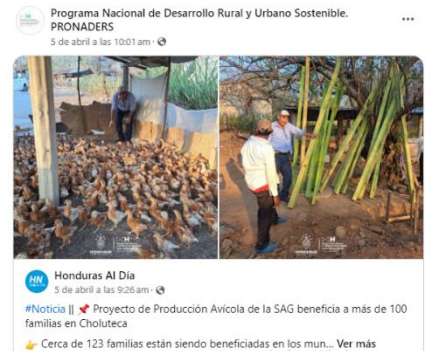 Programa Nacional de Desarrollo Rural y Urbano Sostenible.
PRONADERS
5 de abril a las 10:01 am ·
HN
Honduras Al Día
5 de abril a las 9:26 am ·
#Noticia || 📌 Proyecto de Producción Avícola de la SAG beneficia a más de 100
familias en Choluteca
👉 Cerca de 123 familias están siendo beneficiadas en los mun... Ver más